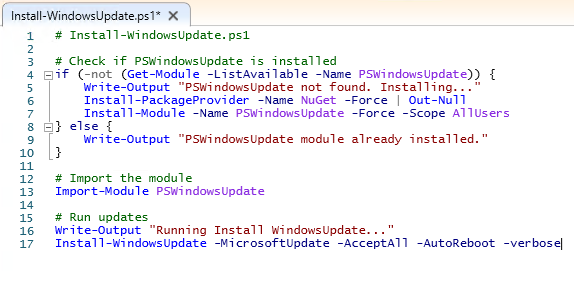 Install-WindowsUpdate.ps1*
1 # Install-WindowsUpdate.ps1
2
3 # Check if PSWindowsUpdate is installed
4 if (-not (Get-Module -ListAvailable -Name PSWindowsUpdate)) {
5 Write-Output "PSWindowsUpdate not found. Installing..."
6 Install-PackageProvider -Name NuGet -Force | Out-Null
7 Install-Module -Name PSWindowsUpdate -Force -Scope AllUsers
8 } else {
9 Write-Output "PSWindowsUpdate module already installed."
10 }
11
12 # Import the module
13 Import-Module PSWindowsUpdate
14
15 # Run updates
16 Write-Output "Running Install WindowsUpdate..."
17 Install-WindowsUpdate -MicrosoftUpdate -AcceptAll -AutoReboot -verbose